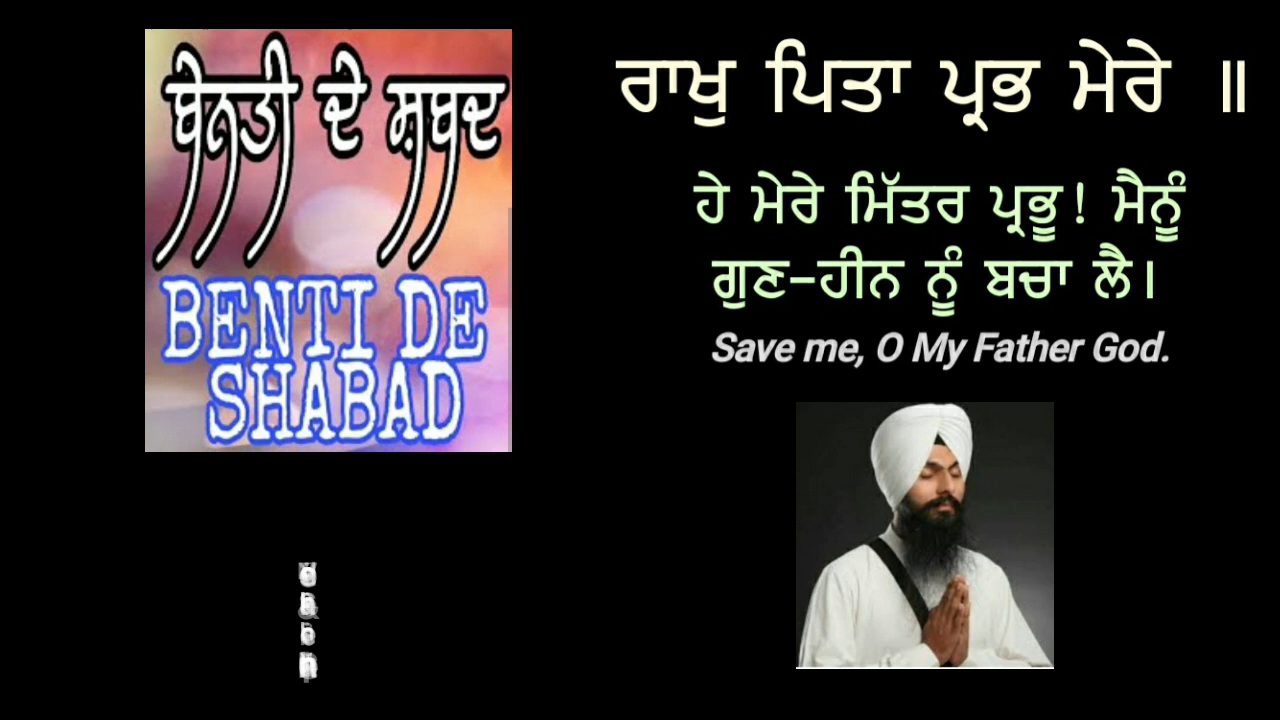 ਬੇਨਤੀ ਦੇ ਸ਼ਬਦ
BENTI DE
SHABAD
ਰਾਖੁ ਪਿਤਾ ਪ੍ਰਭ ਮੇਰੇ ॥
ਹੇ ਮੇਰੇ ਮਿੱਤਰ ਪ੍ਰਭੂ! ਮੈਨੂੰ
ਗੁਣ-ਹੀਨ ਨੂੰ ਬਚਾ ਲੈ।
Save me, O My Father God.